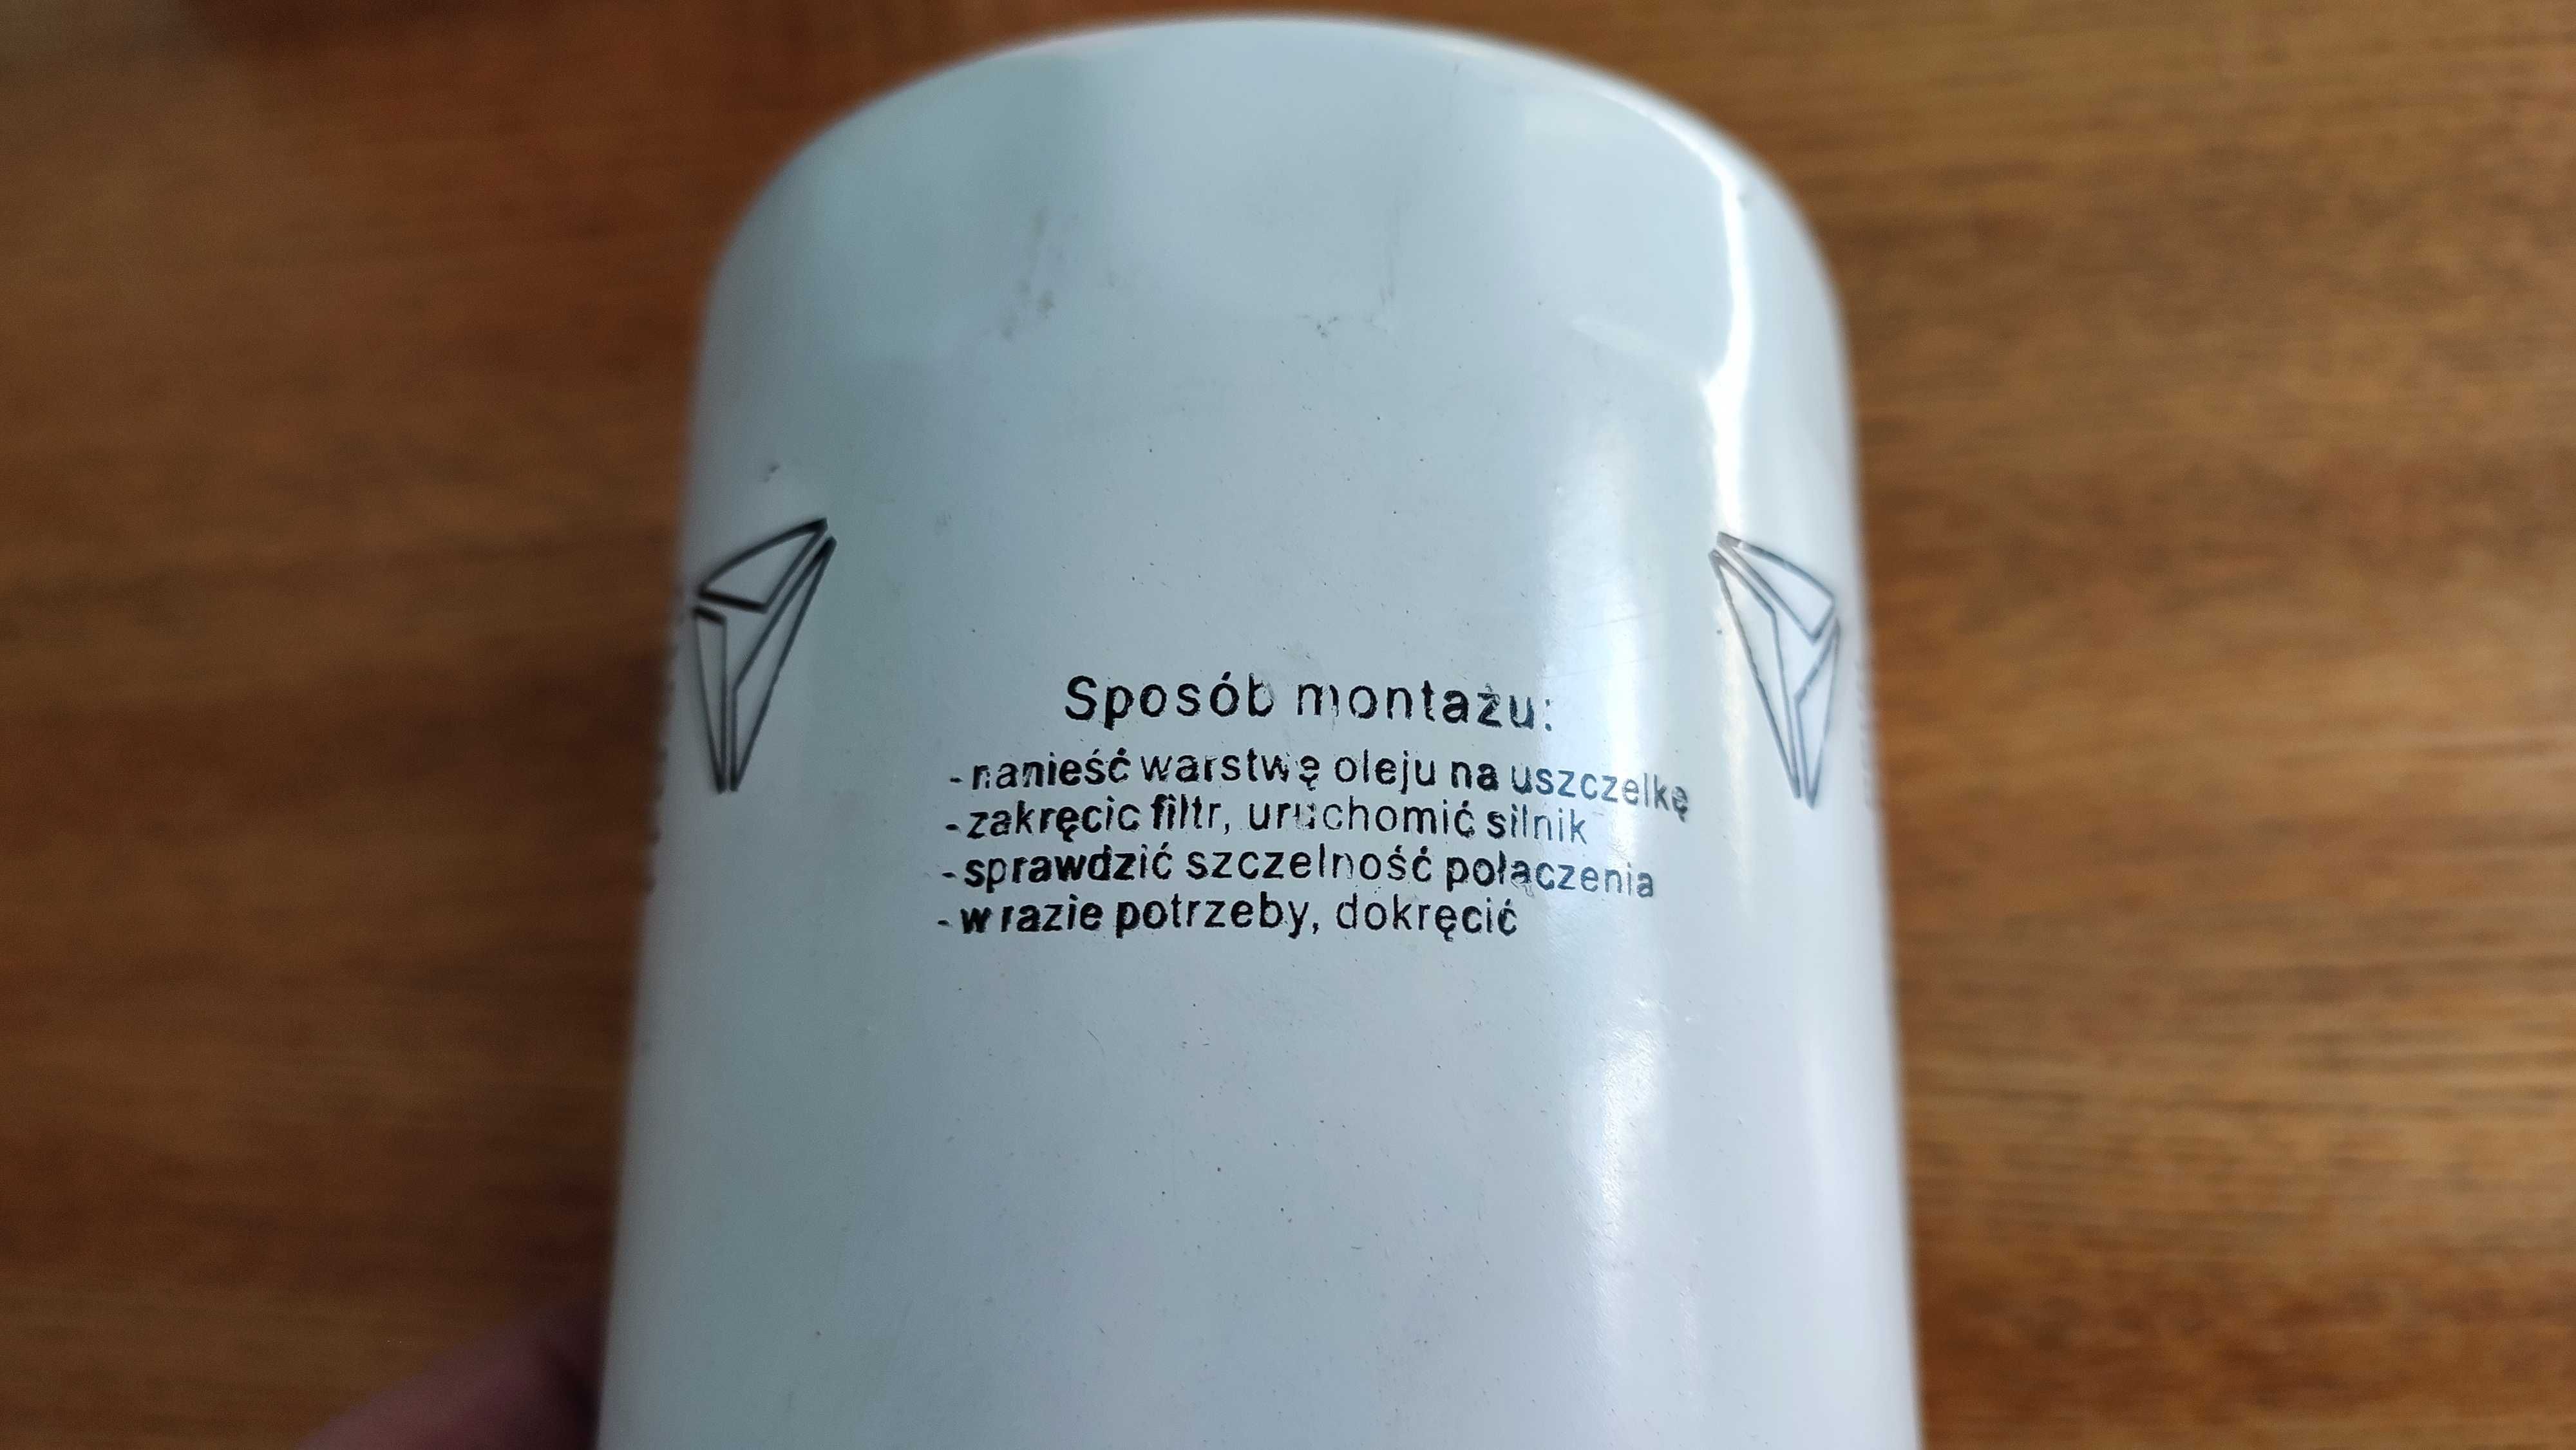 Sposób montażu:
- nanieść warstwę oleju na uszczelkę
- zakręcic filtr, uruchomić silnik
- sprawdzić szczelność połączenia
- w razie potrzeby, dokręcić